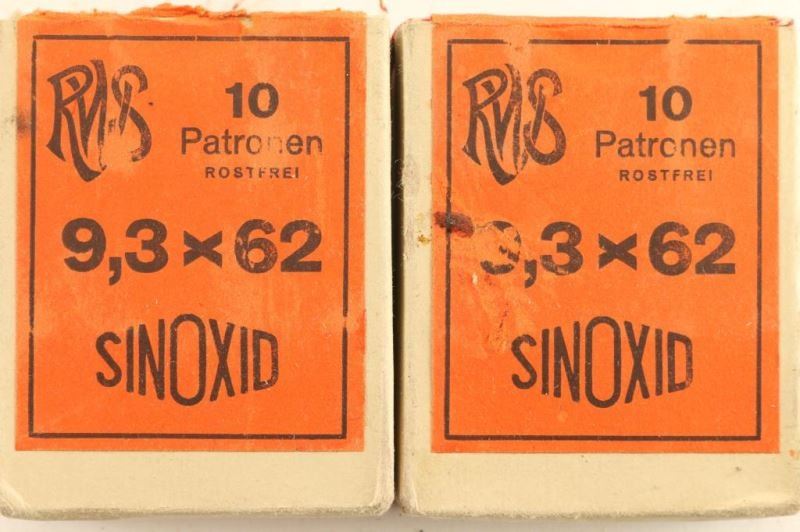 RWS
10
Patronen
ROSTFREI
9,3×62
SINOXID
RWS
10
Patronen
ROSTFREI
9,3×62
SINOXID